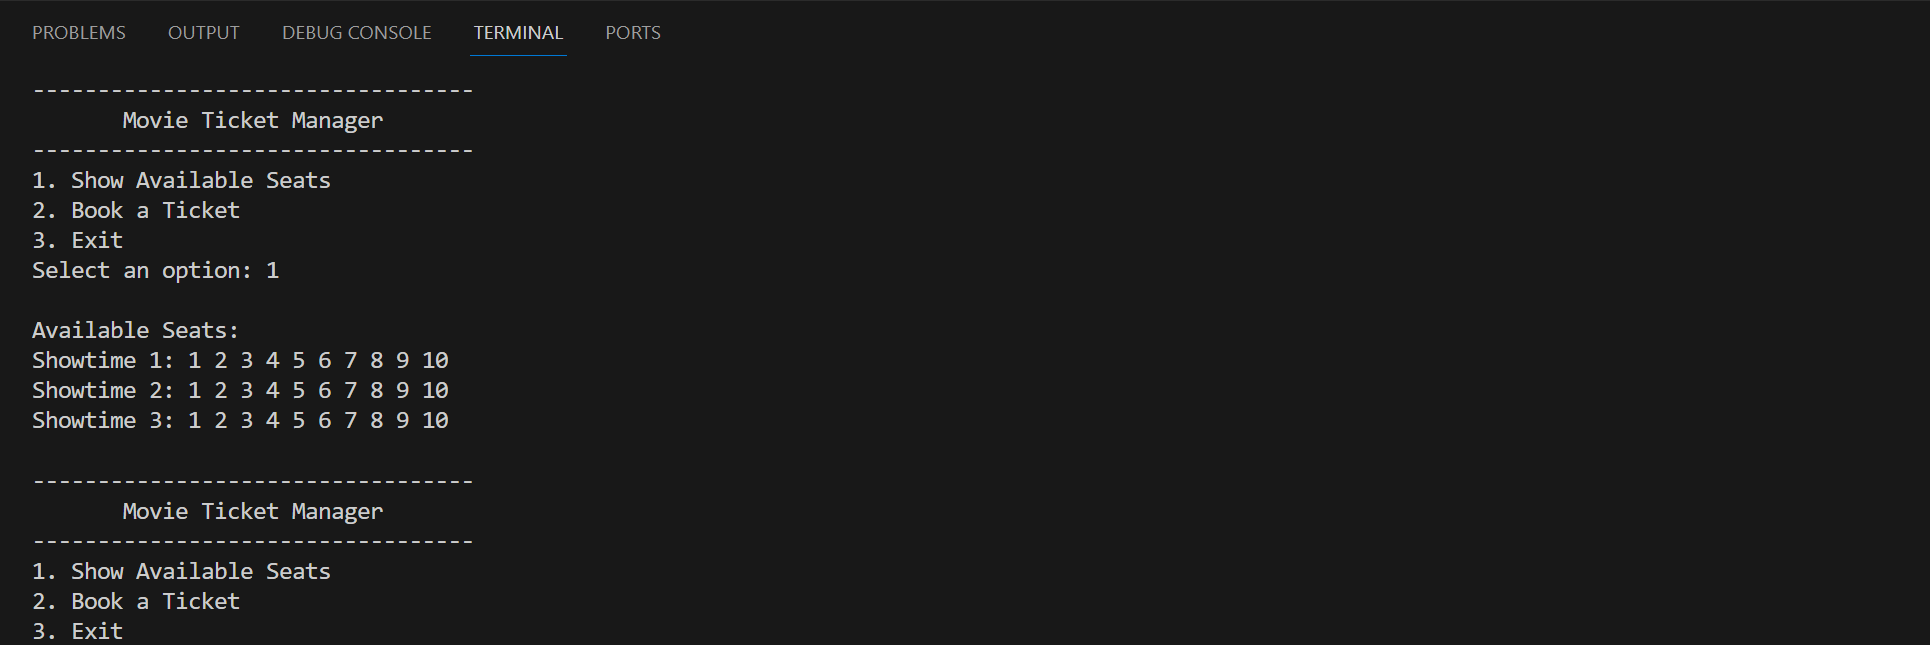 PROBLEMS OUTPUT DEBUG CONSOLE TERMINAL PORTS
----------------------------------
Movie Ticket Manager
----------------------------------
1. Show Available Seats
2. Book a Ticket
3. Exit
Select an option: 1
Available Seats:
Showtime 1: 1 2 3 4 5 6 7 8 9 10
Showtime 2: 1 2 3 4 5 6 7 8 9 10
Showtime 3: 1 2 3 4 5 6 7 8 9 10
----------------------------------
Movie Ticket Manager
----------------------------------
1. Show Available Seats
2. Book a Ticket
3. Exit